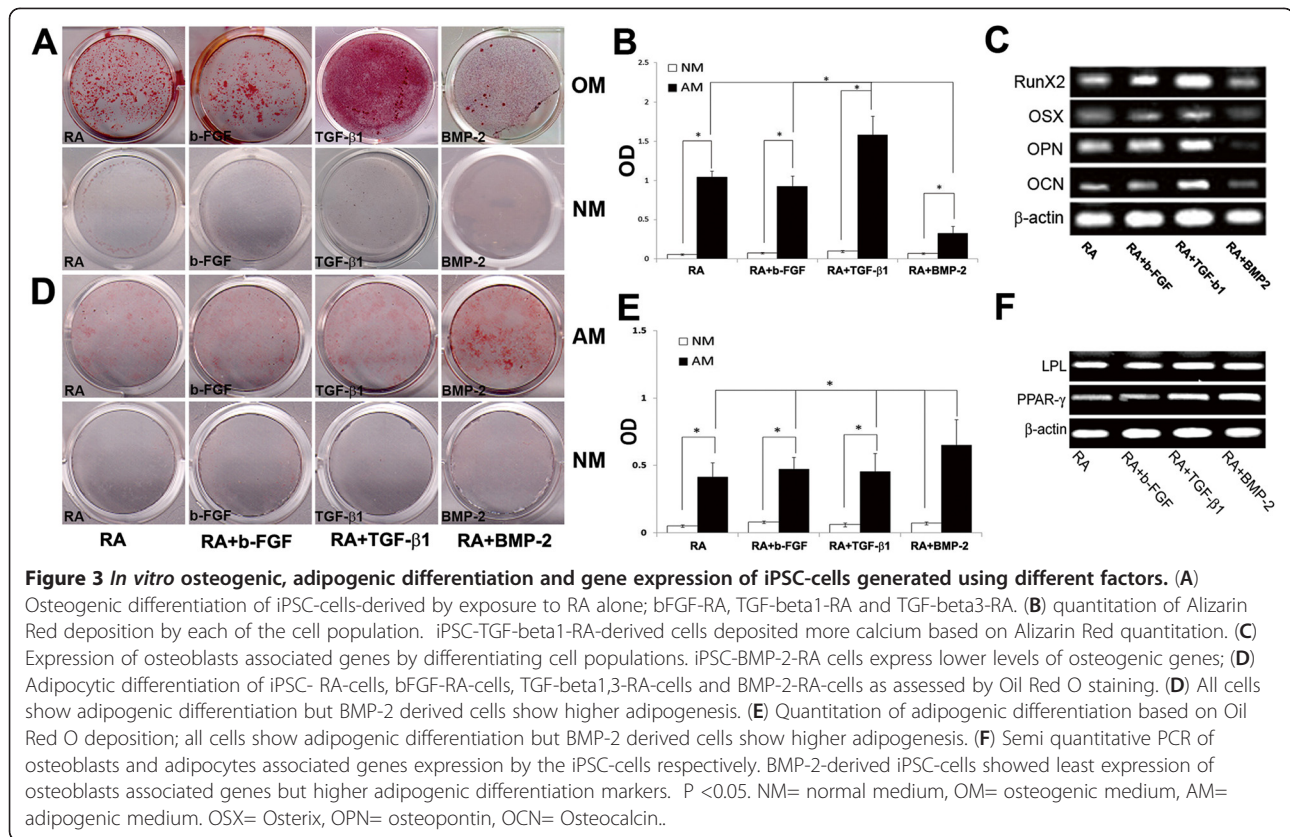 A
RA
b-FGF
TGF-β1
BMP-2
OM
RA
b-FGF
TGF-β1
BMP-2
NM
D
RA
b-FGF
TGF-β1
BMP-2
AM
RA
b-FGF
TGF-β1
BMP-2
NM
RA RA+b-FGF RA+TGF-β1 RA+BMP-2
B
NM
AM
OD
2.5
2
1.5
1
0.5
0
* * * * * *
RA RA+b-FGF RA+TGF-β1 RA+BMP-2
C
RunX2
OSX
OPN
OCN
β-actin
RA RA+b-FGF RA+TGF-b1 RA+BMP2
E
NM
AM
OD
1.5
1
0.5
0
* * * *
RA RA+b-FGF RA+TGF-β1 RA+BMP-2
F
LPL
PPAR-γ
β-actin
RA RA+b-FGF RA+TGF-β1 RA+BMP-2
Figure 3 In vitro osteogenic, adipogenic differentiation and gene expression of iPSC-cells generated using different factors. (A)
Osteogenic differentiation of iPSC-cells-derived by exposure to RA alone; bFGF-RA, TGF-beta1-RA and TGF-beta3-RA. (B) quantitation of Alizarin
Red deposition by each of the cell population. iPSC-TGF-beta1-RA-derived cells deposited more calcium based on Alizarin Red quantitation. (C)
Expression of osteoblasts associated genes by differentiating cell populations. iPSC-BMP-2-RA cells express lower levels of osteogenic genes; (D)
Adipocytic differentiation of iPSC- RA-cells, bFGF-RA-cells, TGF-beta1,3-RA-cells and BMP-2-RA-cells as assessed by Oil Red O staining. (D) All cells
show adipogenic differentiation but BMP-2 derived cells show higher adipogenesis. (E) Quantitation of adipogenic differentiation based on Oil
Red O deposition; all cells show adipogenic differentiation but BMP-2 derived cells show higher adipogenesis. (F) Semi quantitative PCR of
osteoblasts and adipocytes associated genes expression by the iPSC-cells respectively. BMP-2-derived iPSC-cells showed least expression of
osteoblasts associated genes but higher adipogenic differentiation markers. P <0.05. NM= normal medium, OM= osteogenic medium, AM=
adipogenic medium. OSX= Osterix, OPN= osteopontin, OCN= Osteocalcin..